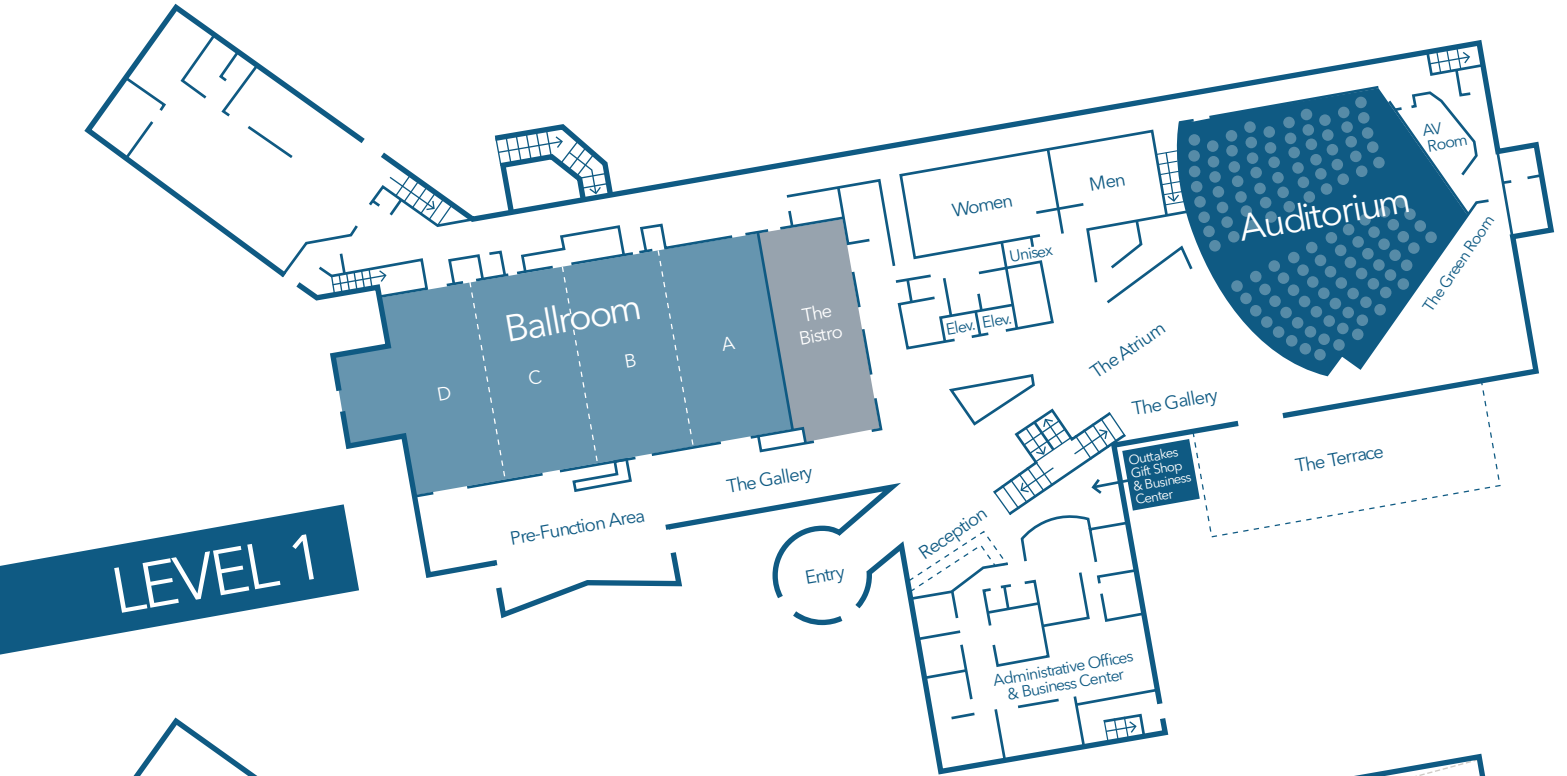 AV
Room
Men
Women
Auditorium
Unisex
The Green Room
Ballroom
The
Bistro
Elev.
Elev.
A
B
C
D
The Atrium
The Gallery
Outtakes
Gift Shop
& Business
Center
The Terrace
The Gallery
Pre-Function Area
Reception
LEVEL 1
Entry
Administrative Offices
& Business Center